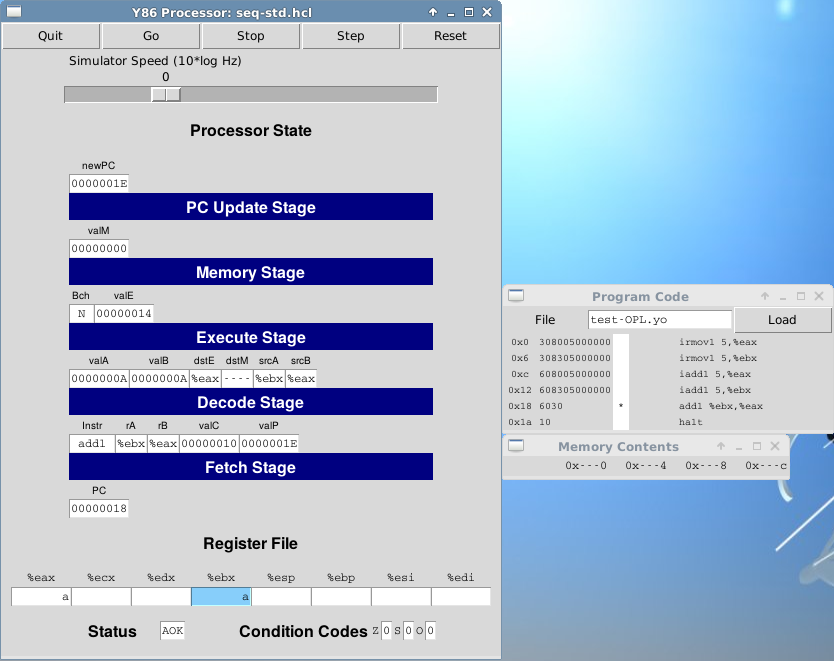 Y86 Processor: seq-std.hcl
Quit Go Stop Step Reset
Simulator Speed (10*log Hz)
0
Processor State
newPC
0000001E
PC Update Stage
valM
00000000
Memory Stage
Bch valE
N 00000014
Execute Stage
valA valB dstE dstM srcA srcB
0000000A 0000000A %eax ---- %ebx %eax
Decode Stage
Instr rA rB valC valP
addl %ebx %eax 00000010 0000001E
Fetch Stage
PC
00000018
Register File
%eax %ecx %edx %ebx %esp %ebp %esi %edi
a a
Status AOK Condition Codes Z 0 S 0 O 0
Program Code
File test-OPL.yo Load
0x0 308005000000 irmovl 5,%eax
0x6 308305000000 irmovl 5,%ebx
0xc 608005000000 iaddl 5,%eax
0x12 608305000000 iaddl 5,%ebx
0x18 6030 * addl %ebx,%eax
0x1a 10 halt
Memory Contents
0x---0 0x---4 0x---8 0x---c